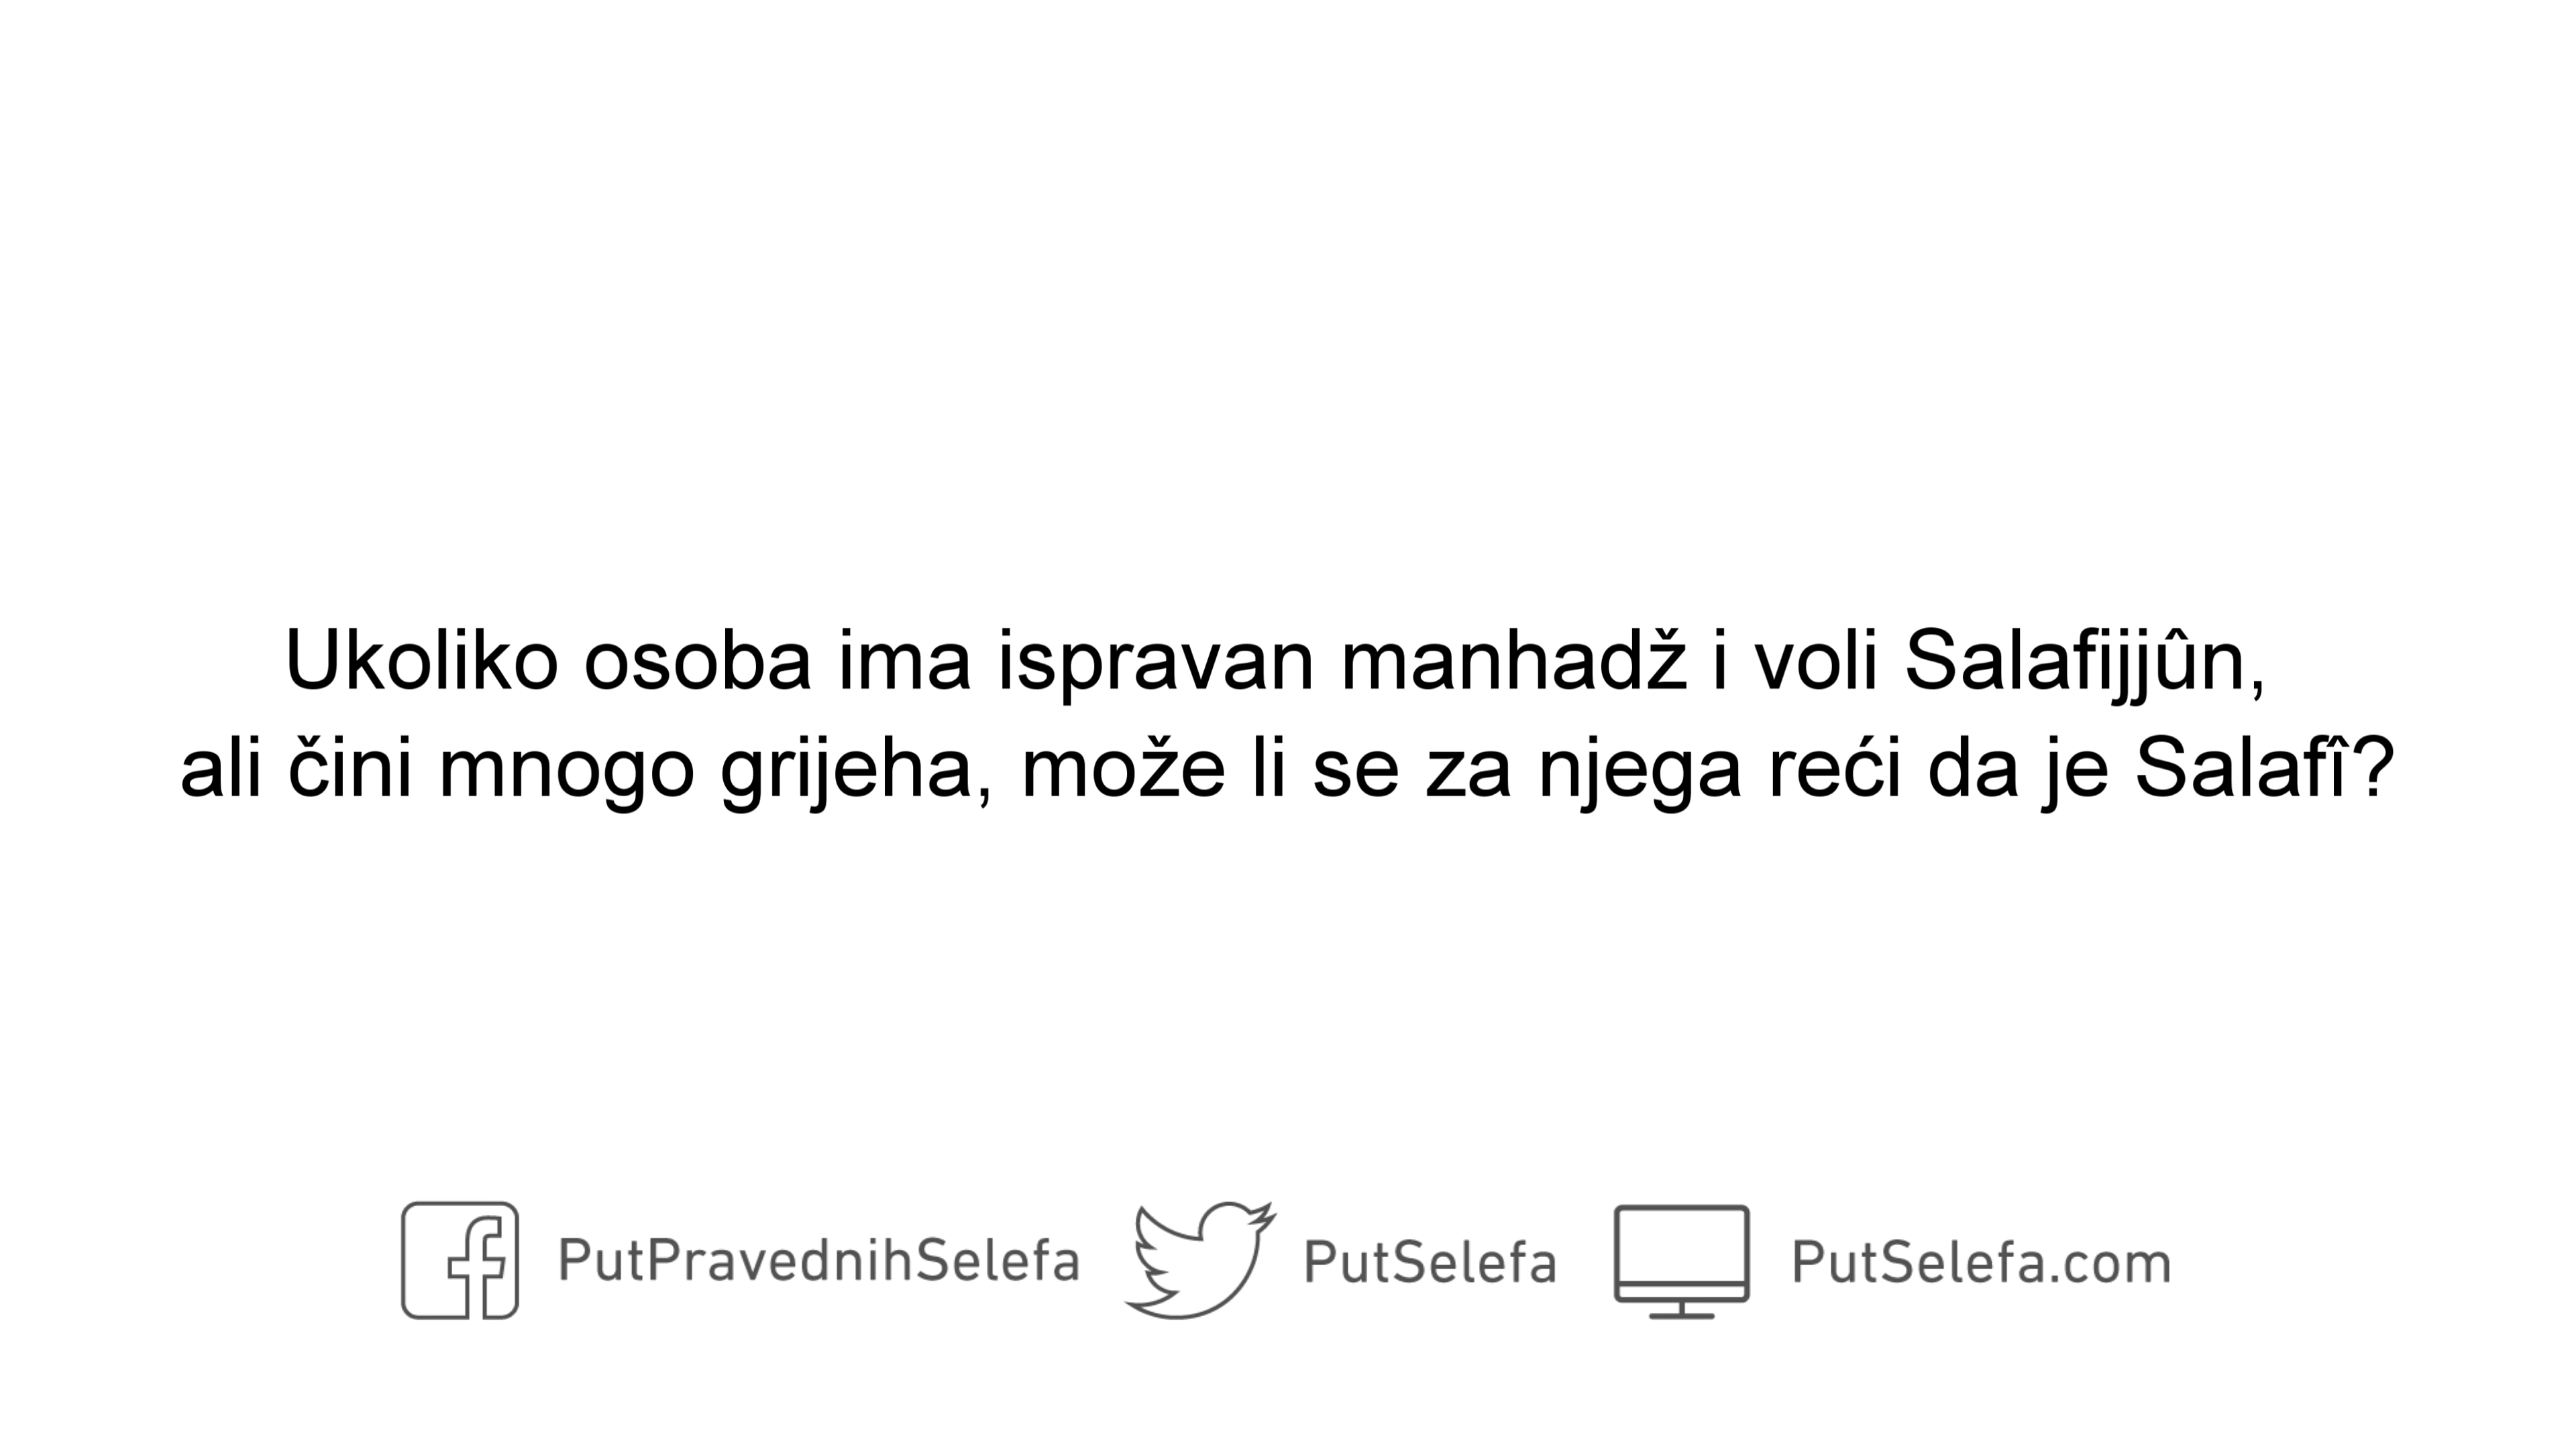 Ukoliko osoba ima ispravan manhadž i voli Salafijjûn,
ali čini mnogo grijeha, može li se za njega reći da je Salafî?
PutPravednihSelefa PutSelefa PutSelefa.com